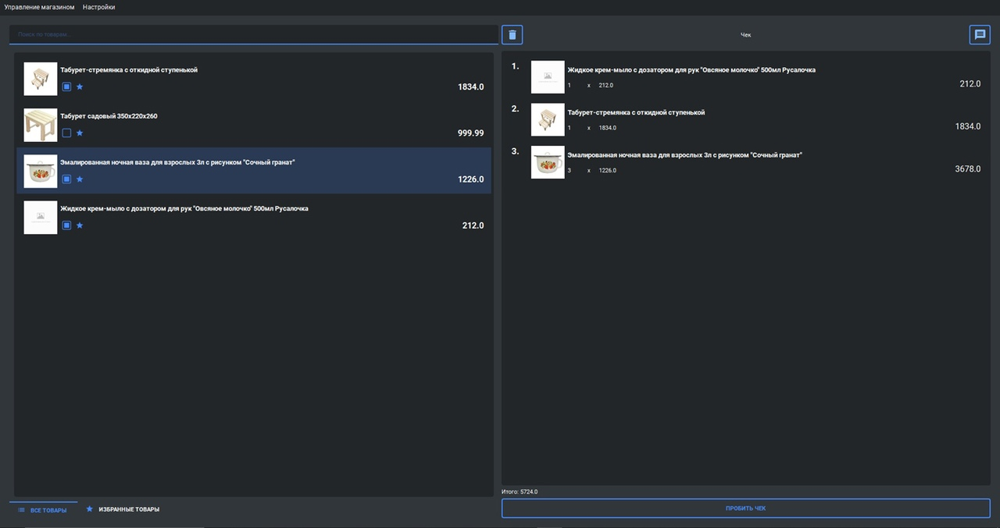 Управление магазином Настройки
Поиск по товарам...
Табурет-стремянка с откидной ступенькой
1834.0
Табурет садовый 350х220х260
999.99
Эмалированная ночная ваза для взрослых 3л с рисунком "Сочный гранат"
1226.0
Жидкое крем-мыло с дозатором для рук "Овсяное молочко" 500мл Русалочка
212.0
ВСЕ ТОВАРЫ ИЗБРАННЫЕ ТОВАРЫ
Чек
1. Жидкое крем-мыло с дозатором для рук "Овсяное молочко" 500мл Русалочка
1 x 212.0 212.0
2. Табурет-стремянка с откидной ступенькой
1 x 1834.0 1834.0
3. Эмалированная ночная ваза для взрослых 3л с рисунком "Сочный гранат"
3 x 1226.0 3678.0
Итого: 5724.0
ПРОБИТЬ ЧЕК